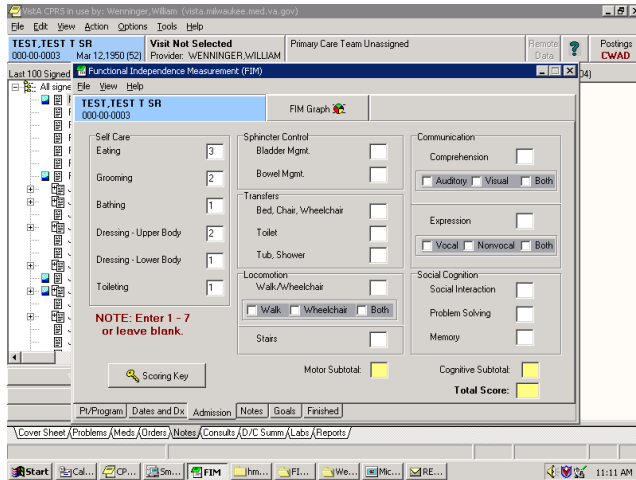 VistA CPRS in use by: Wenninger,William (vista.milwaukee.med.va.gov)
File Edit View Action Options Tools Help
TEST,TEST T SR
000-00-0003 Mar 12,1950 (52)
Visit Not Selected
Provider: WENNINGER,WILLIAM
Primary Care Team Unassigned
Remote Data
?
Postings
CWAD
Last 100 Signed
All signe
Functional Independence Measurement (FIM)
File View Help
TEST,TEST T SR
000-00-0003
FIM Graph
Self Care
Eating 3
Grooming 2
Bathing 1
Dressing - Upper Body 2
Dressing - Lower Body 1
Toileting 1
NOTE: Enter 1 - 7
or leave blank.
Scoring Key
Sphincter Control
Bladder Mgmt.
Bowel Mgmt.
Transfers
Bed, Chair, Wheelchair
Toilet
Tub, Shower
Locomotion
Walk/Wheelchair
Walk Wheelchair Both
Stairs
Motor Subtotal:
Communication
Comprehension
Auditory Visual Both
Expression
Vocal Nonvocal Both
Social Cognition
Social Interaction
Problem Solving
Memory
Cognitive Subtotal:
Total Score:
Pt/Program Dates and Dx Admission Notes Goals Finished
Cover Sheet Problems Meds Orders Notes Consults D/C Summ Labs Reports
Start Cal... CP... Sm... FIM hm... FI... We... Mic... RE... 11:11 AM